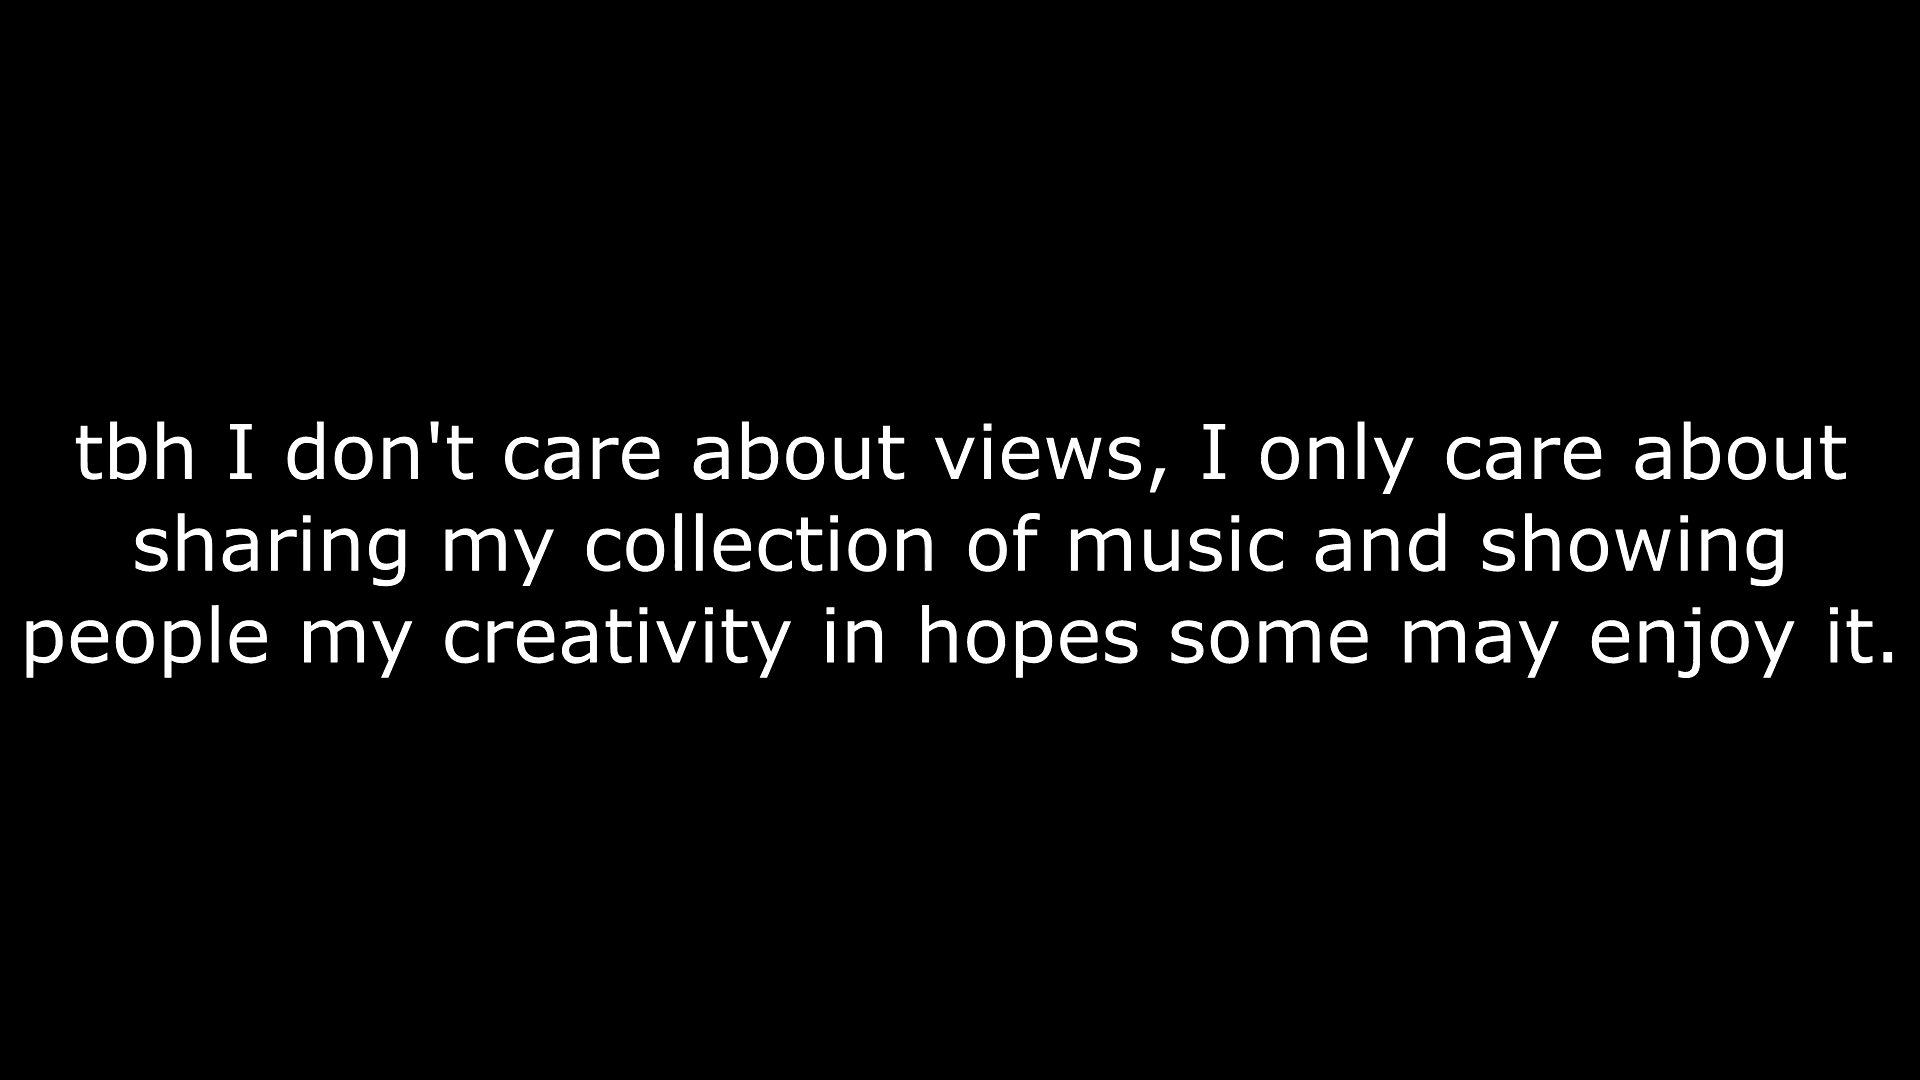 tbh I don't care about views, I only care about
sharing my collection of music and showing
people my creativity in hopes some may enjoy it.